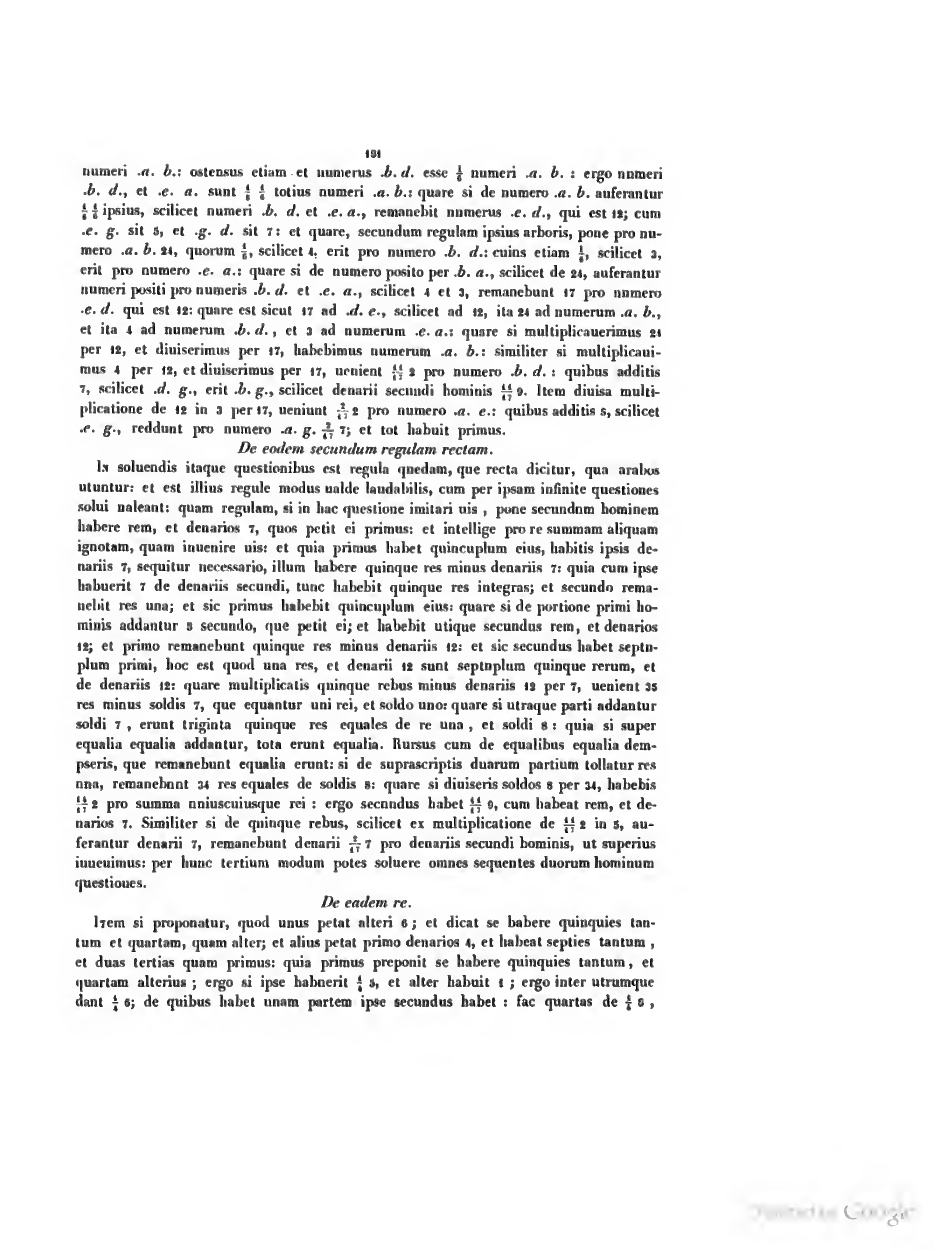 191
numeri .a. b.: ostensus etiam et numerus .b. d. esse 1/6 numeri .a. b. : ergo numeri
.b. d., et .e. a. sunt 1/8 1/6 totius numeri .a. b.: quare si de numero .a. b. auferantur
1/8 1/6 ipsius, scilicet numeri .b. d. et .e. a., remanebit numerus .e. d., qui est 12; cum
.e. g. sit 5, et .g. d. sit 7: et quare, secundum regulam ipsius arboris, pone pro nu-
mero .a. b. 24, quorum 1/6, scilicet 4, erit pro numero .b. d.: cuius etiam 1/8, scilicet 3,
erit pro numero .e. a.: quare si de numero posito per .b. a., scilicet de 24, auferantur
numeri positi pro numeris .b. d. et .e. a., scilicet 4 et 3, remanebunt 17 pro numero
.e. d. qui est 12: quare est sicut 17 ad .d. e., scilicet ad 12, ita 24 ad numerum .a. b.,
et ita 4 ad numerum .b. d., et 3 ad numerum .e. a.: quare si multiplicauerimus 24
per 12, et diuiserimus per 17, habebimus numerum .a. b.: similiter si multiplicaui-
mus 4 per 12, et diuiserimus per 17, uenient 14/17 2 pro numero .b. d. : quibus additis
7, scilicet .d. g., erit .b. g., scilicet denarii secundi hominis 14/17 9. Item diuisa multi-
plicatione de 12 in 3 per 17, ueniunt 2/17 2 pro numero .a. e.: quibus additis 5, scilicet
.e. g., reddunt pro numero .a. g. 2/17 7; et tot habuit primus.
De eodem secundum regulam rectam.
In soluendis itaque questionibus est regula quedam, que recta dicitur, qua arabos
utuntur: et est illius regule modus ualde laudabilis, cum per ipsam infinite questiones
solui ualeant: quam regulam, si in hac questione imitari uis , pone secundum hominem
habere rem, et denarios 7, quos petit ei primus: et intellige pro re summam aliquam
ignotam, quam inuenire uis: et quia primus habet quincuplum eius, habitis ipsis de-
nariis 7, sequitur necessario, illum habere quinque res minus denariis 7: quia cum ipse
habuerit 7 de denariis secundi, tunc habebit quinque res integras; et secundo rema-
nebit res una; et sic primus habebit quincuplum eius: quare si de portione primi ho-
minis addantur 5 secundo, que petit ei; et habebit utique secundus rem, et denarios
12; et primo remanebunt quinque res minus denariis 12: et sic secundus habet septu-
plum primi, hoc est quod una res, et denarii 12 sunt septuplum quinque rerum, et
de denariis 12: quare multiplicatis quinque rebus minus denariis 12 per 7, uenient 35
res minus soldis 7, que equantur uni rei, et soldo uno: quare si utraque parti addantur
soldi 7 , erunt triginta quinque res equales de re una , et soldi 8 : quia si super
equalia equalia addantur, tota erunt equalia. Rursus cum de equalibus equalia dem-
pseris, que remanebunt equalia erunt: si de suprascriptis duarum partium tollatur res
una, remanebunt 34 res equales de soldis 8: quare si diuiseris soldos 8 per 34, habebis
14/17 2 pro summa uniuscuiusque rei : ergo secundus habet 14/17 9, cum habeat rem, et de-
narios 7. Similiter si de quinque rebus, scilicet ex multiplicatione de 14/17 2 in 5, au-
ferantur denarii 7, remanebunt denarii 2/17 7 pro denariis secundi hominis, ut superius
inueuimus: per hunc tertium modum potes soluere omnes sequentes duorum hominum
questiones.
De eadem re.
Item si proponatur, quod unus petat alteri 6 ; et dicat se habere quinquies tan-
tum et quartam, quam alter; et alius petat primo denarios 4, et habeat septies tantum ,
et duas tertias quam primus: quia primus preponit se habere quinquies tantum, et
quartam alterius ; ergo si ipse habuerit 1/4 5, et alter habuit 1 ; ergo inter utrumque
dant 1/4 6; de quibus habet unam partem ipse secundus habet : fac quartas de 1/4 6 ,